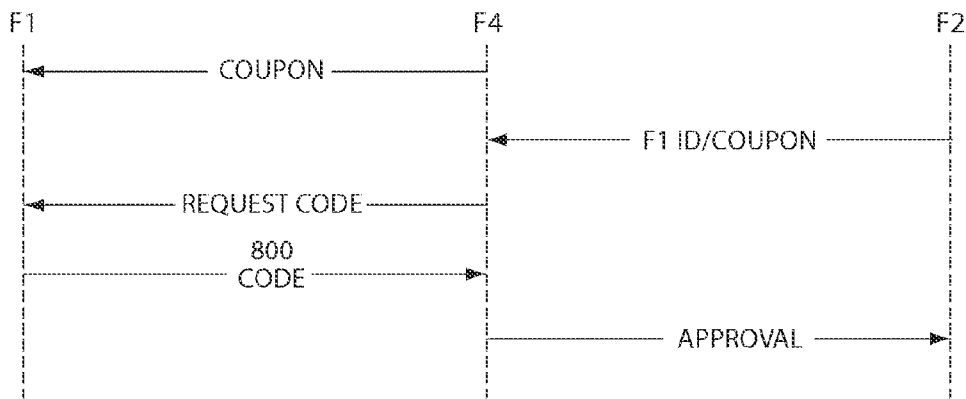 F1 F4 F2
COUPON
F1 ID/COUPON
REQUEST CODE
800
CODE
APPROVAL